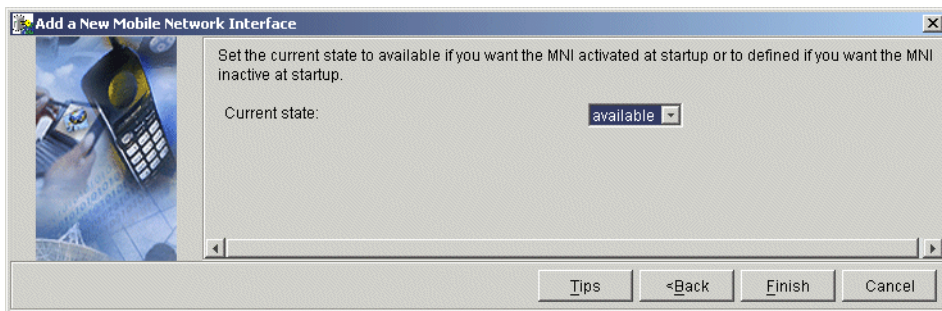 Add a New Mobile Network Interface
Set the current state to available if you want the MNI activated at startup or to defined if you want the MNI
inactive at startup.
Current state:
available
Tips
<Back
Finish
Cancel